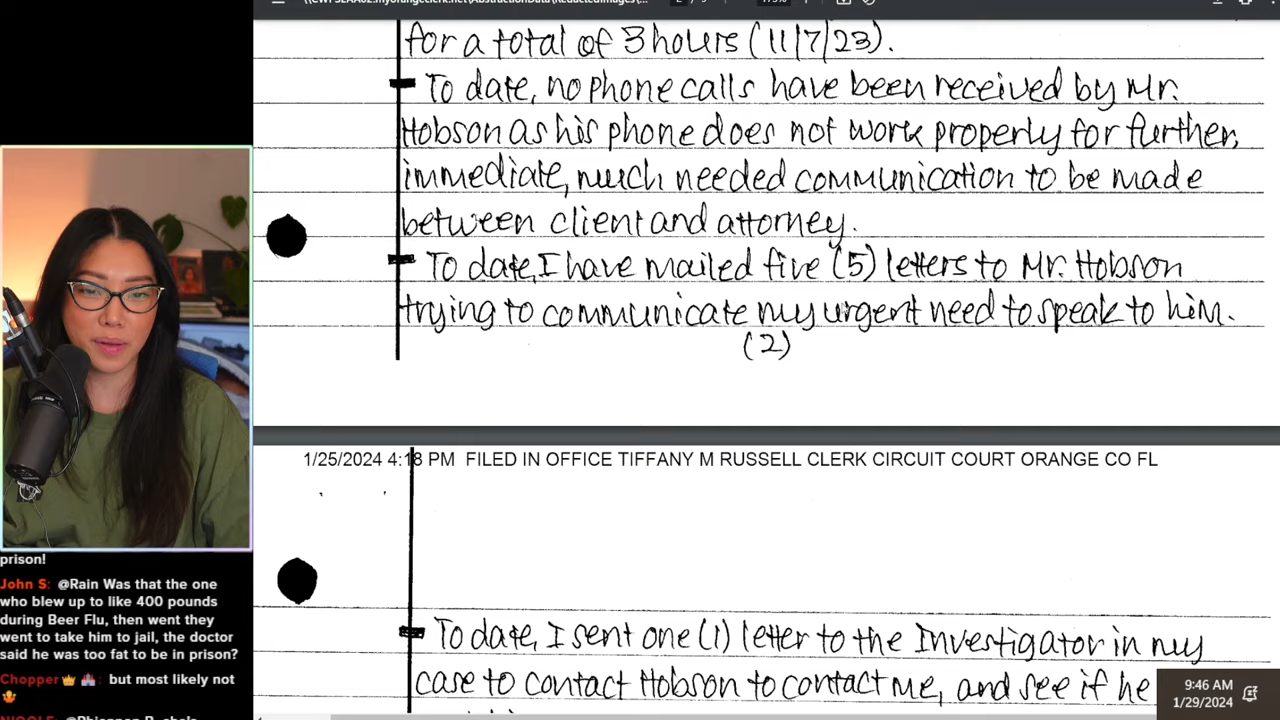 for a total of 3 hours (11/7/23).
To date, no phone calls have been received by Mr.
Hobson as his phone does not work properly for further,
immediate, much needed communication to be made
between client and attorney.
To date, I have mailed five (5) letters to Mr. Hobson
trying to communicate my urgent need to speak to him.
(2)
1/25/2024 4:18 PM FILED IN OFFICE TIFFANY M RUSSELL CLERK CIRCUIT COURT ORANGE CO FL
To date, I sent one (1) letter to the Investigator in my
case to contact Hobson to contact me, and see if he
prison!
John S: @Rain Was that the one
who blew up to like 400 pounds
during Beer Flu, then went they
went to take him to jail, the doctor
said he was too fat to be in prison?
Chopper: but most likely not
9:46 AM
1/29/2024